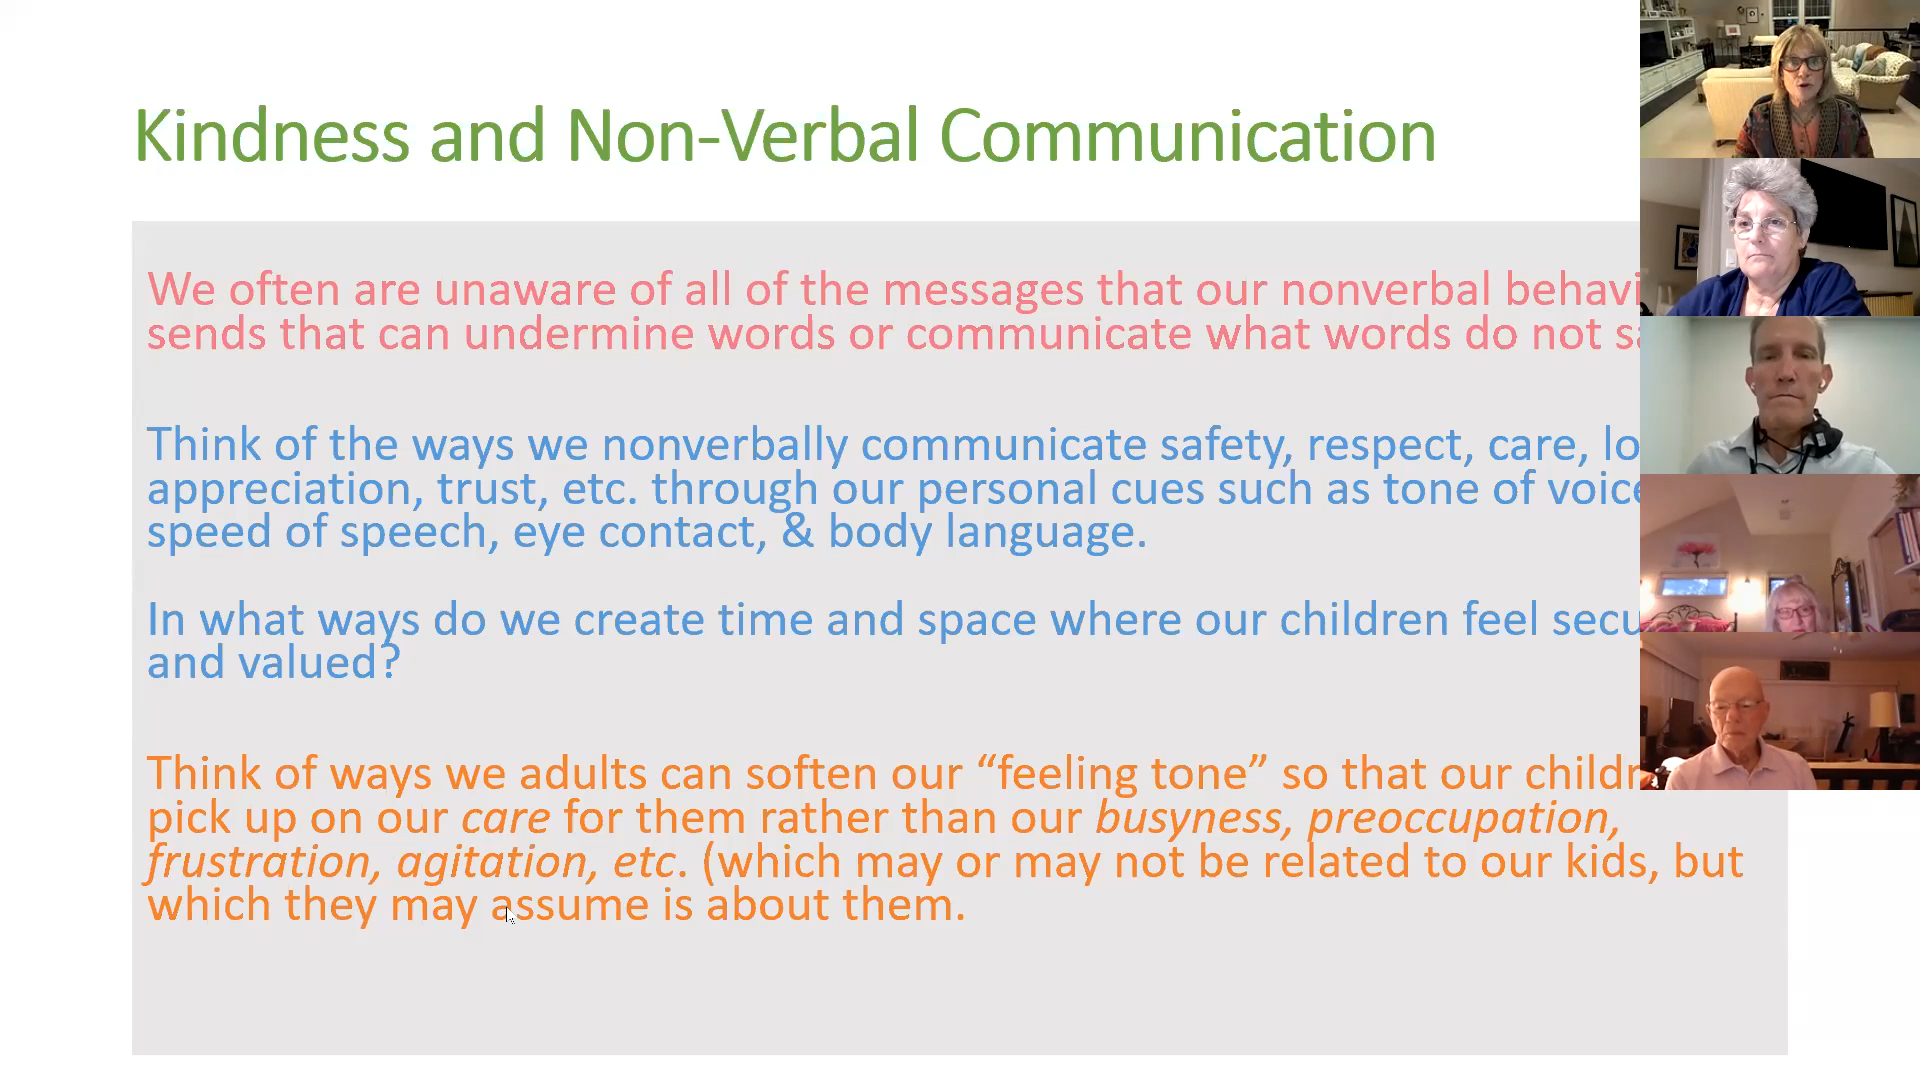 Kindness and Non-Verbal Communication
We often are unaware of all of the messages that our nonverbal behavi
sends that can undermine words or communicate what words do not s
Think of the ways we nonverbally communicate safety, respect, care, lo
appreciation, trust, etc. through our personal cues such as tone of voice
speed of speech, eye contact, & body language.
In what ways do we create time and space where our children feel secu
and valued?
Think of ways we adults can soften our “feeling tone” so that our childr
pick up on our care for them rather than our busyness, preoccupation,
frustration, agitation, etc. (which may or may not be related to our kids, but
which they may assume is about them.